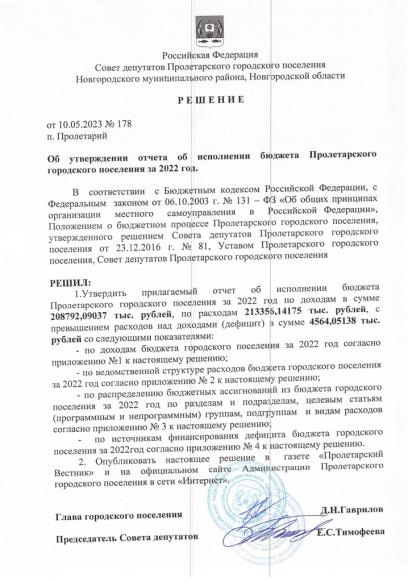 Российская Федерация
Совет депутатов Пролетарского городского поселения
Новгородского муниципального района, Новгородской области
Р Е Ш Е Н И Е
от 10.05.2023 № 178
п. Пролетарий
Об утверждении отчета об исполнении бюджета Пролетарского
городского поселения за 2022 год.
В соответствии с Бюджетным кодексом Российской Федерации, с
Федеральным законом от 06.10.2003 г. № 131 – ФЗ «Об общих принципах
организации местного самоуправления в Российской Федерации»,
Положением о бюджетном процессе Пролетарского городского поселения,
утвержденного решением Совета депутатов Пролетарского городского
поселения от 23.12.2016 г. № 81, Уставом Пролетарского городского
поселения, Совет депутатов Пролетарского городского поселения
РЕШИЛ:
1.Утвердить прилагаемый отчет об исполнении бюджета
Пролетарского городского поселения за 2022 год по доходам в сумме
208792,09037 тыс. рублей, по расходам 213356,14175 тыс. рублей, с
превышением расходов над доходами (дефицит) в сумме 4564,05138 тыс.
рублей со следующими показателями:
- по доходам бюджета городского поселения за 2022 год согласно
приложению №1 к настоящему решению;
- по ведомственной структуре расходов бюджета городского поселения
за 2022 год согласно приложению № 2 к настоящему решению;
- по распределению бюджетных ассигнований из бюджета городского
поселения за 2022 год по разделам и подразделам, целевым статьям
(программным и непрограммным) группам, подгруппам и видам расходов
согласно приложению № 3 к настоящему решению;
- по источникам финансирования дефицита бюджета городского
поселения за 2022год согласно приложению № 4 к настоящему решению.
2. Опубликовать настоящее решение в газете «Пролетарский
Вестник» и на официальном сайте Администрации Пролетарского
городского поселения в сети «Интернет».
Глава городского поселения Д.Н.Гаврилов
Председатель Совета депутатов Е.С.Тимофеева